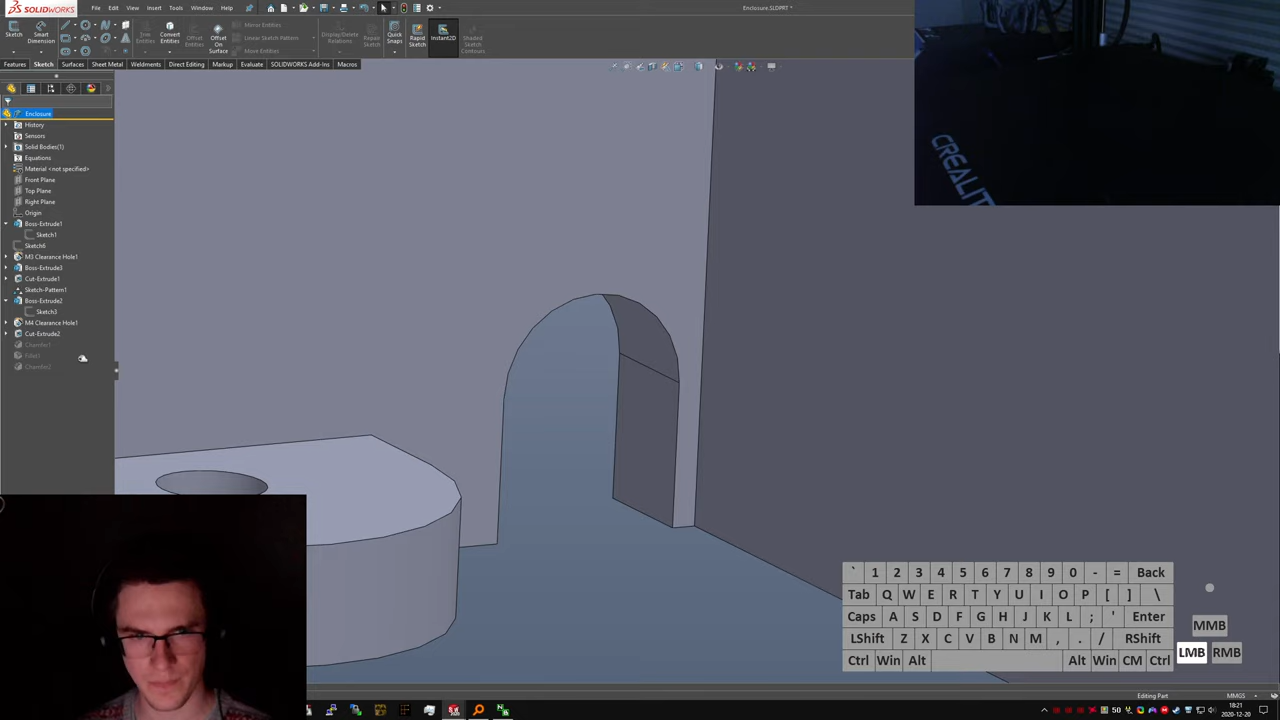 SOLIDWORKS File Edit View Insert Tools Window Help Enclosure.SLDPRT *
Sketch Smart Dimension Trim Entities Convert Entities Offset Entities Offset On Surface Mirror Entities Linear Sketch Pattern Move Entities Display/Delete Relations Repair Sketch Quick Snaps Rapid Sketch Instant2D Shaded Sketch Contours
Features Sketch Surfaces Sheet Metal Weldments Direct Editing Markup Evaluate SOLIDWORKS Add-Ins Macros
Enclosure
History
Sensors
Solid Bodies(1)
Equations
Material <not specified>
Front Plane
Top Plane
Right Plane
Origin
Boss-Extrude1
Sketch1
Sketch6
M3 Clearance Hole1
Boss-Extrude3
Cut-Extrude1
Sketch-Pattern1
Boss-Extrude2
Sketch3
M4 Clearance Hole1
Cut-Extrude2
Chamfer1
Fillet1
Chamfer2
CREALIT
` 1 2 3 4 5 6 7 8 9 0 - = Back
Tab Q W E R T Y U I O P [ ] \
Caps A S D F G H J K L ; ' Enter
LShift Z X C V B N M , . / RShift
Ctrl Win Alt Alt Win CM Ctrl
MMB
LMB RMB
Editing Part MMGS
18:21
2020-12-20